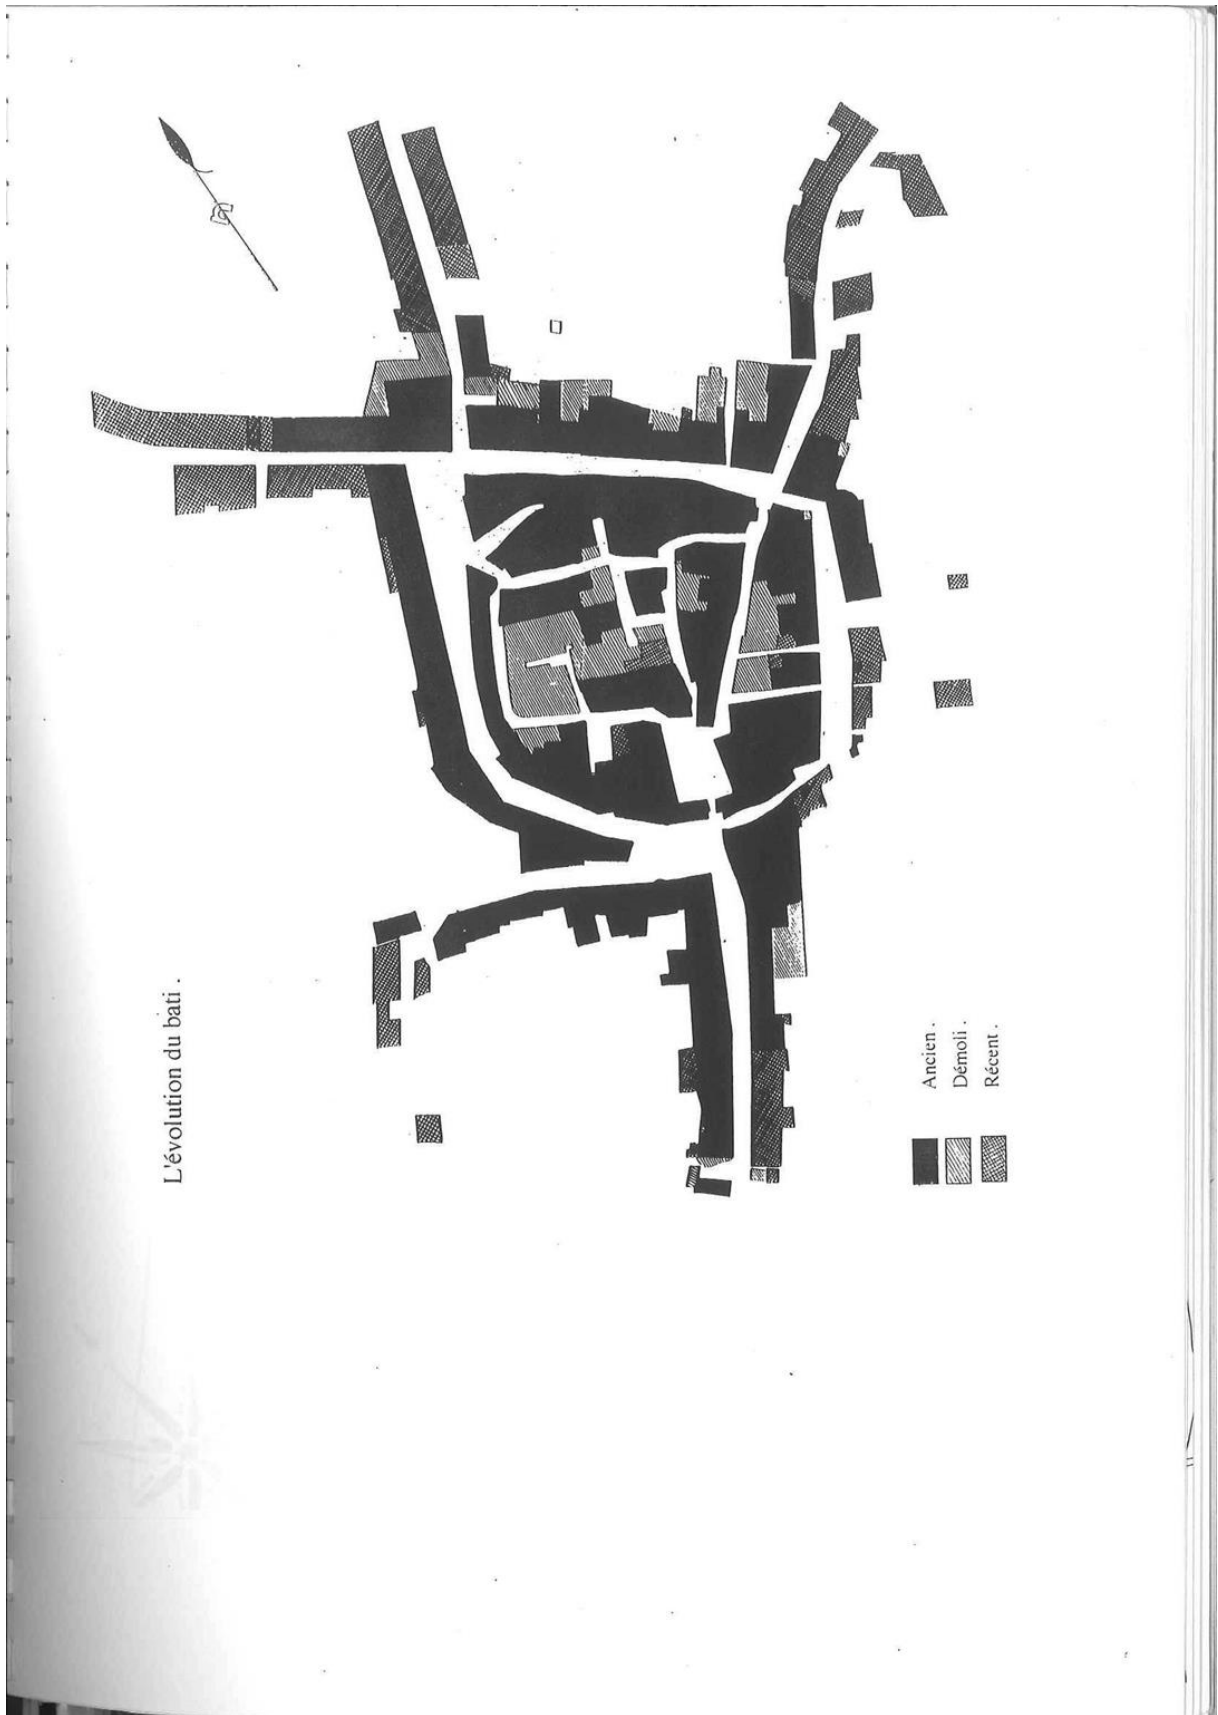 n
L'évolution du bati .
Ancien .
Démoli .
Récent .